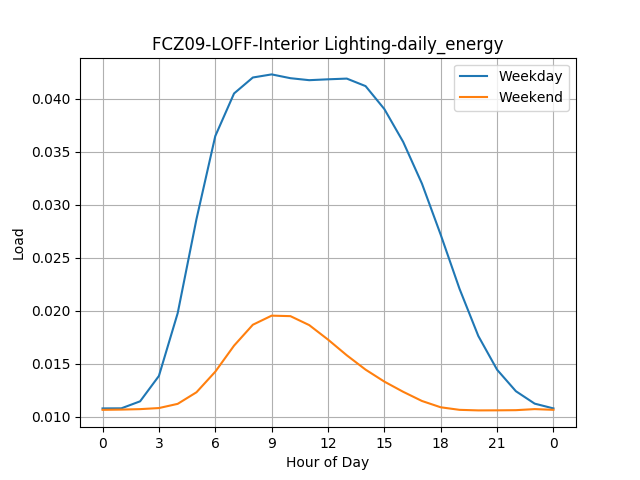 FCZ09-LOFF-Interior Lighting-daily_energy
Weekday
Weekend
0.040
0.035
0.030
0.025
0.020
0.015
0.010
Load
0 3 6 9 12 15 18 21 0
Hour of Day